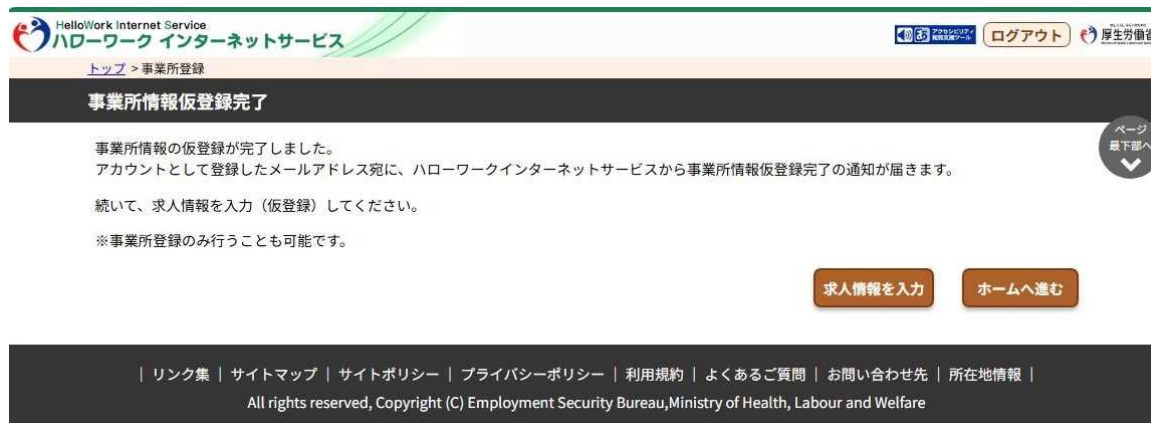 HelloWork Internet Service
ハローワーク インターネットサービス
ログアウト
厚生労働省
トップ > 事業所登録
事業所情報仮登録完了
ページ
最下部へ
事業所情報の仮登録が完了しました。
アカウントとして登録したメールアドレス宛に、ハローワークインターネットサービスから事業所情報仮登録完了の通知が届きます。
続いて、求人情報を入力（仮登録）してください。
※事業所登録のみ行うことも可能です。
求人情報を入力
ホームへ進む
| リンク集 | サイトマップ | サイトポリシー | プライバシーポリシー | 利用規約 | よくあるご質問 | お問い合わせ先 | 所在地情報 |
All rights reserved, Copyright (C) Employment Security Bureau,Ministry of Health, Labour and Welfare